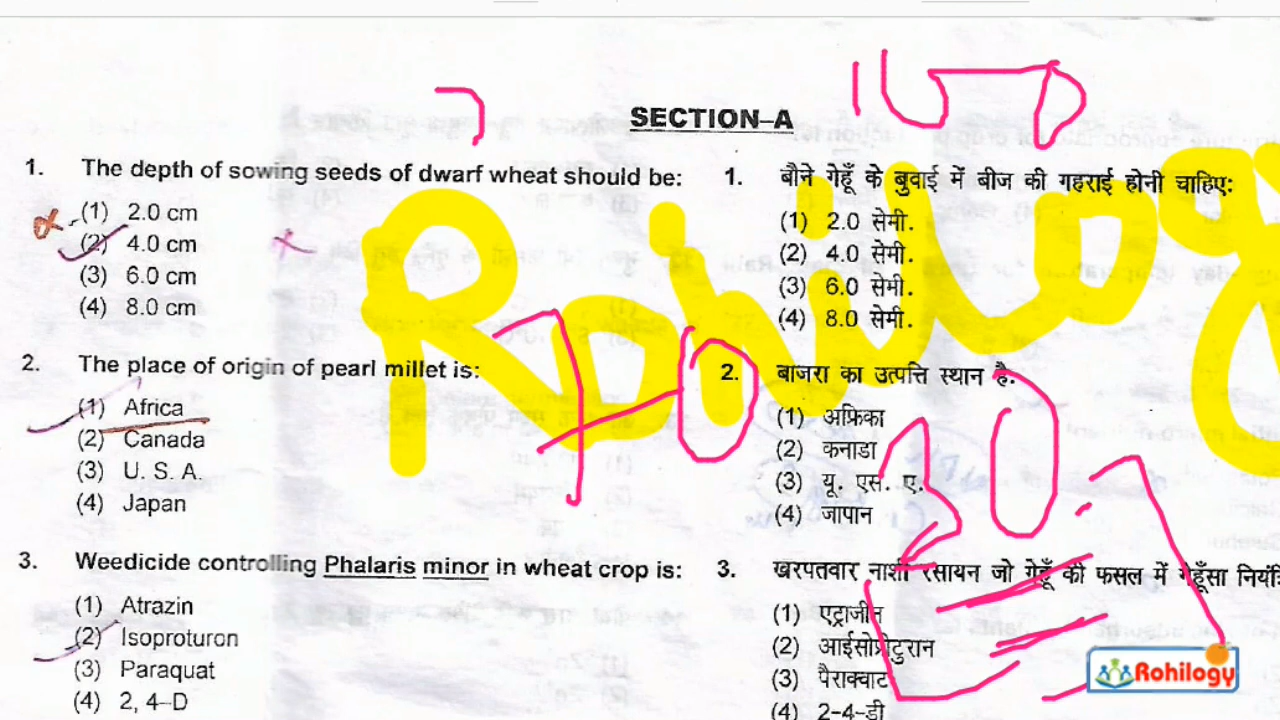 SECTION–A
1. The depth of sowing seeds of dwarf wheat should be:
(1) 2.0 cm
(2) 4.0 cm
(3) 6.0 cm
(4) 8.0 cm
2. The place of origin of pearl millet is:
(1) Africa
(2) Canada
(3) U. S. A.
(4) Japan
3. Weedicide controlling Phalaris minor in wheat crop is:
(1) Atrazin
(2) Isoproturon
(3) Paraquat
(4) 2, 4–D
1. बौने गेहूँ के बुवाई में बीज की गहराई होनी चाहिए:
(1) 2.0 सेमी.
(2) 4.0 सेमी.
(3) 6.0 सेमी.
(4) 8.0 सेमी.
2. बाजरा का उत्पत्ति स्थान है.
(1) अफ्रिका
(2) कनाडा
(3) यू. एस. ए.
(4) जापान
3. खरपतवार नाशी रसायन जो गेहूँ की फसल में गेहूँसा
(1) एट्राजीन
(2) आईसोप्रोटुरान
(3) पैराक्वाट
(4) 2-4-डी
Rohilog
Rohilogy